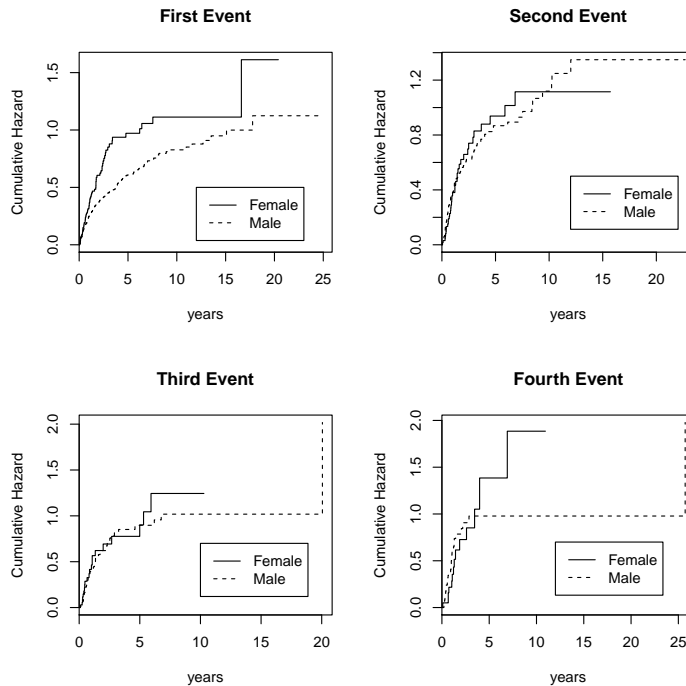 First Event
Cumulative Hazard
0.0 0.5 1.0 1.5
Female
Male
0 5 10 15 20 25
years
Second Event
Cumulative Hazard
0.0 0.4 0.8 1.2
Female
Male
0 5 10 15 20
years
Third Event
Cumulative Hazard
0.0 0.5 1.0 1.5 2.0
Female
Male
0 5 10 15 20
years
Fourth Event
Cumulative Hazard
0.0 0.5 1.0 1.5 2.0
Female
Male
0 5 10 15 20 25
years